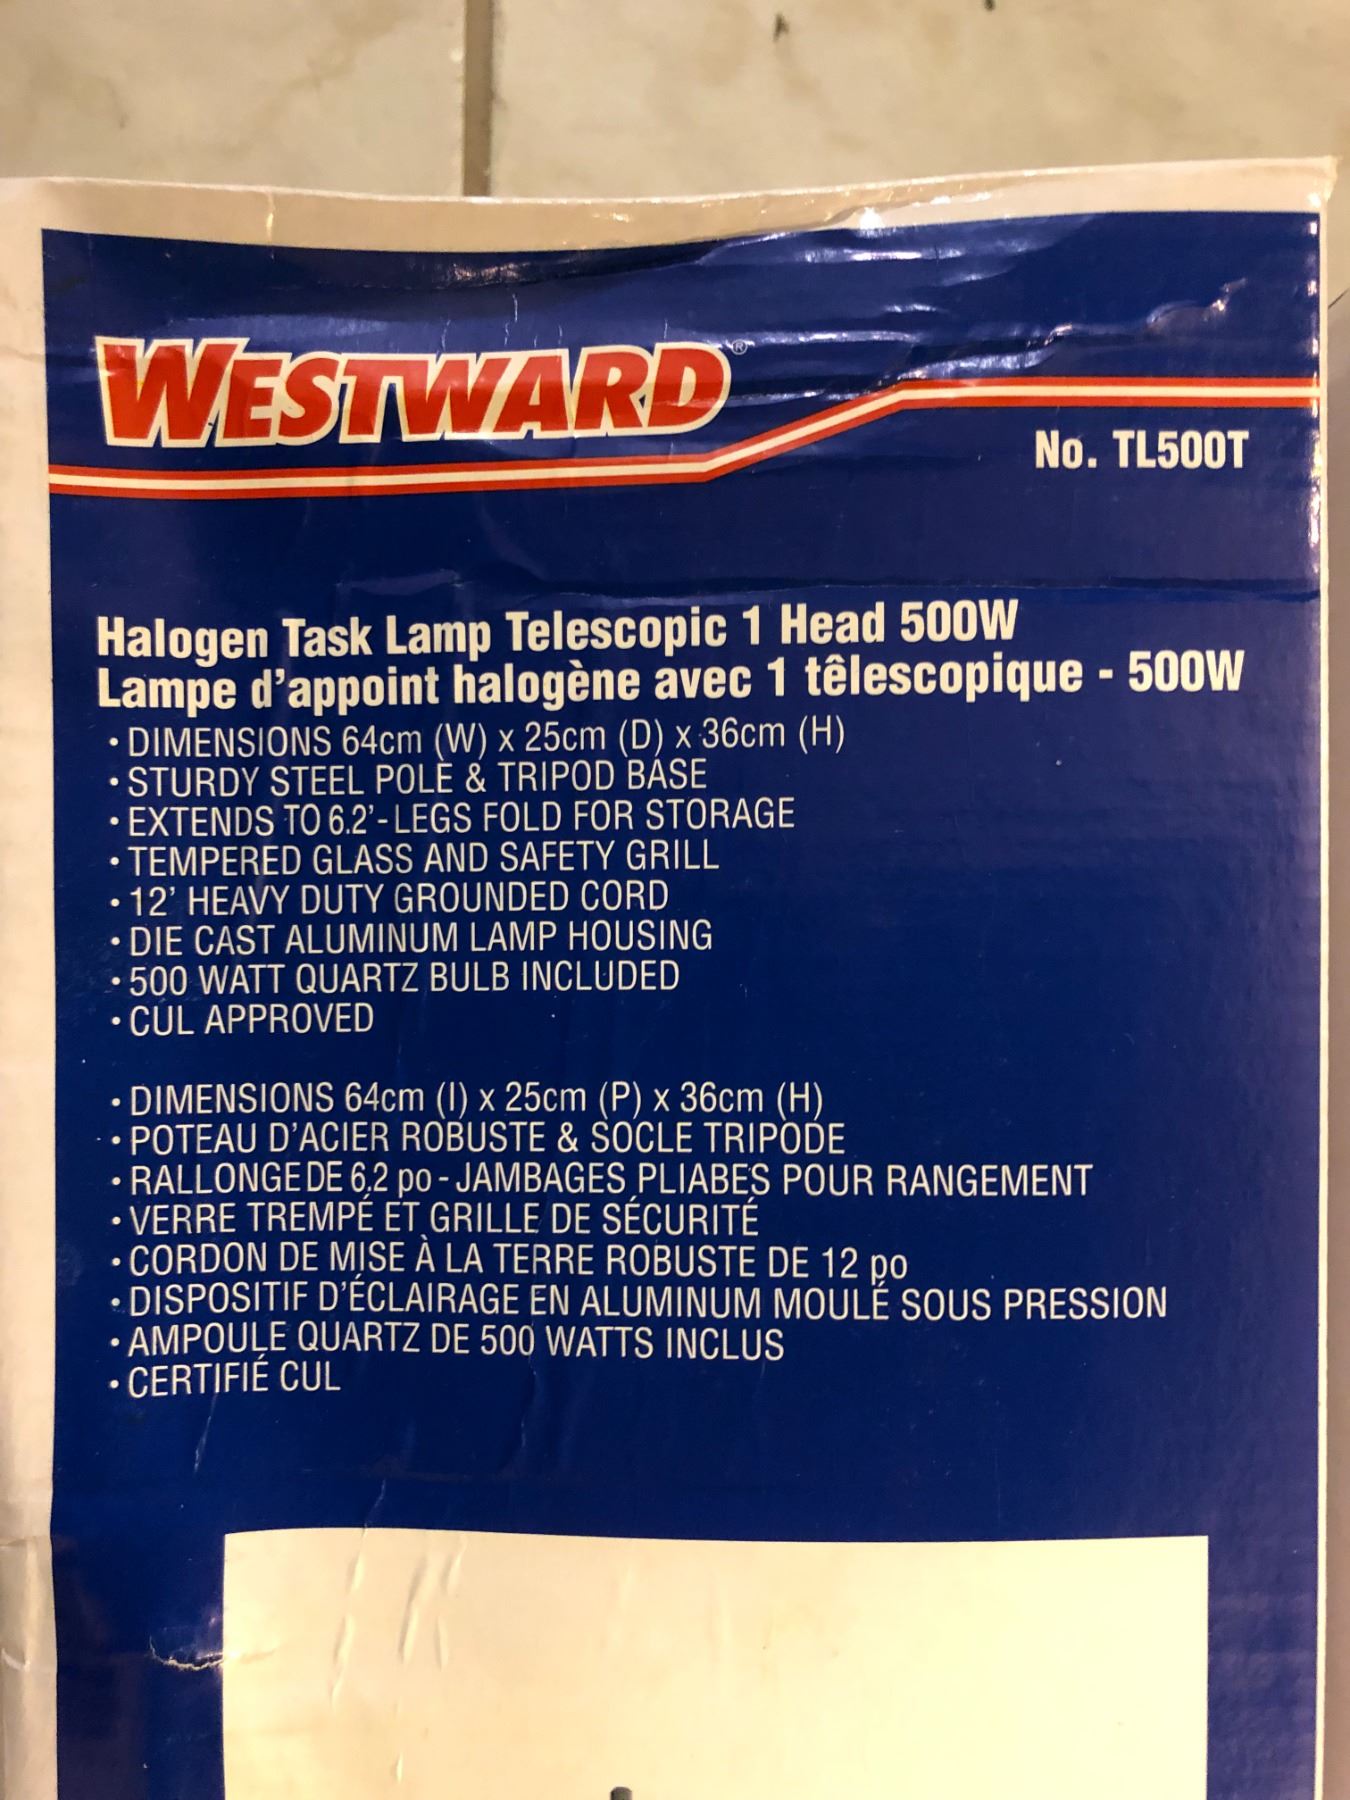 WESTWARD®
No. TL500T
Halogen Task Lamp Telescopic 1 Head 500W
Lampe d'appoint halogène avec 1 têlescopique - 500W
• DIMENSIONS 64cm (W) x 25cm (D) x 36cm (H)
• STURDY STEEL POLE & TRIPOD BASE
• EXTENDS TO 6.2'- LEGS FOLD FOR STORAGE
• TEMPERED GLASS AND SAFETY GRILL
• 12' HEAVY DUTY GROUNDED CORD
• DIE CAST ALUMINUM LAMP HOUSING
• 500 WATT QUARTZ BULB INCLUDED
• CUL APPROVED
• DIMENSIONS 64cm (l) x 25cm (P) x 36cm (H)
• POTEAU D'ACIER ROBUSTE & SOCLE TRIPODE
• RALLONGE DE 6.2 po - JAMBAGES PLIABES POUR RANGEMENT
• VERRE TREMPÉ ET GRILLE DE SÉCURITÉ
• CORDON DE MISE À LA TERRE ROBUSTE DE 12 po
• DISPOSITIF D'ÉCLAIRAGE EN ALUMINUM MOULÉ SOUS PRESSION
• AMPOULE QUARTZ DE 500 WATTS INCLUS
• CERTIFIÉ CUL